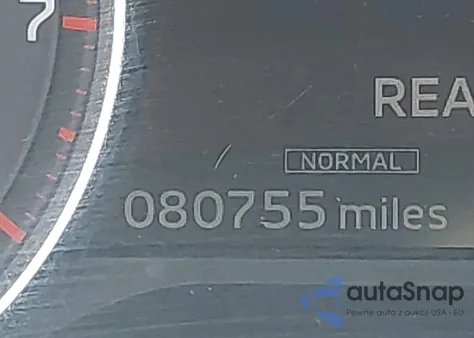 7
REA
NORMAL
080755 miles
autaSnap
Pewne auta z aukcji USA - EU